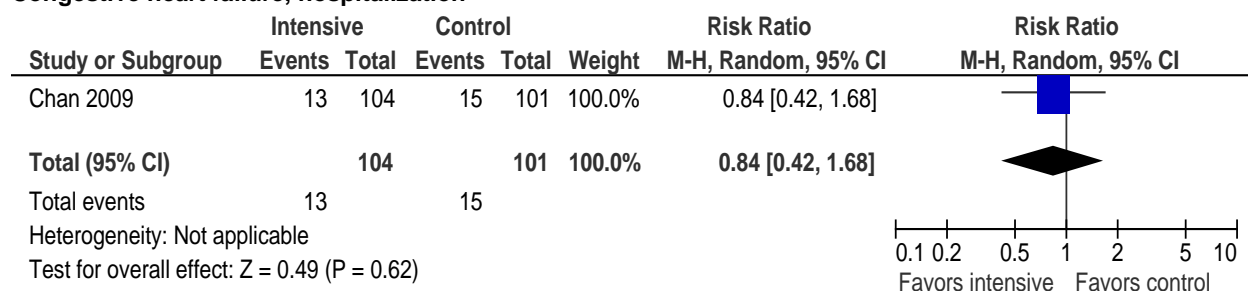 Congestive heart failure, hospitalization
Intensive Control Risk Ratio Risk Ratio
Study or Subgroup Events Total Events Total Weight M-H, Random, 95% CI M-H, Random, 95% CI
Chan 2009 13 104 15 101 100.0% 0.84 [0.42, 1.68]
Total (95% CI) 104 101 100.0% 0.84 [0.42, 1.68]
Total events 13 15
Heterogeneity: Not applicable
Test for overall effect: Z = 0.49 (P = 0.62)
0.1 0.2 0.5 1 2 5 10
Favors intensive Favors control